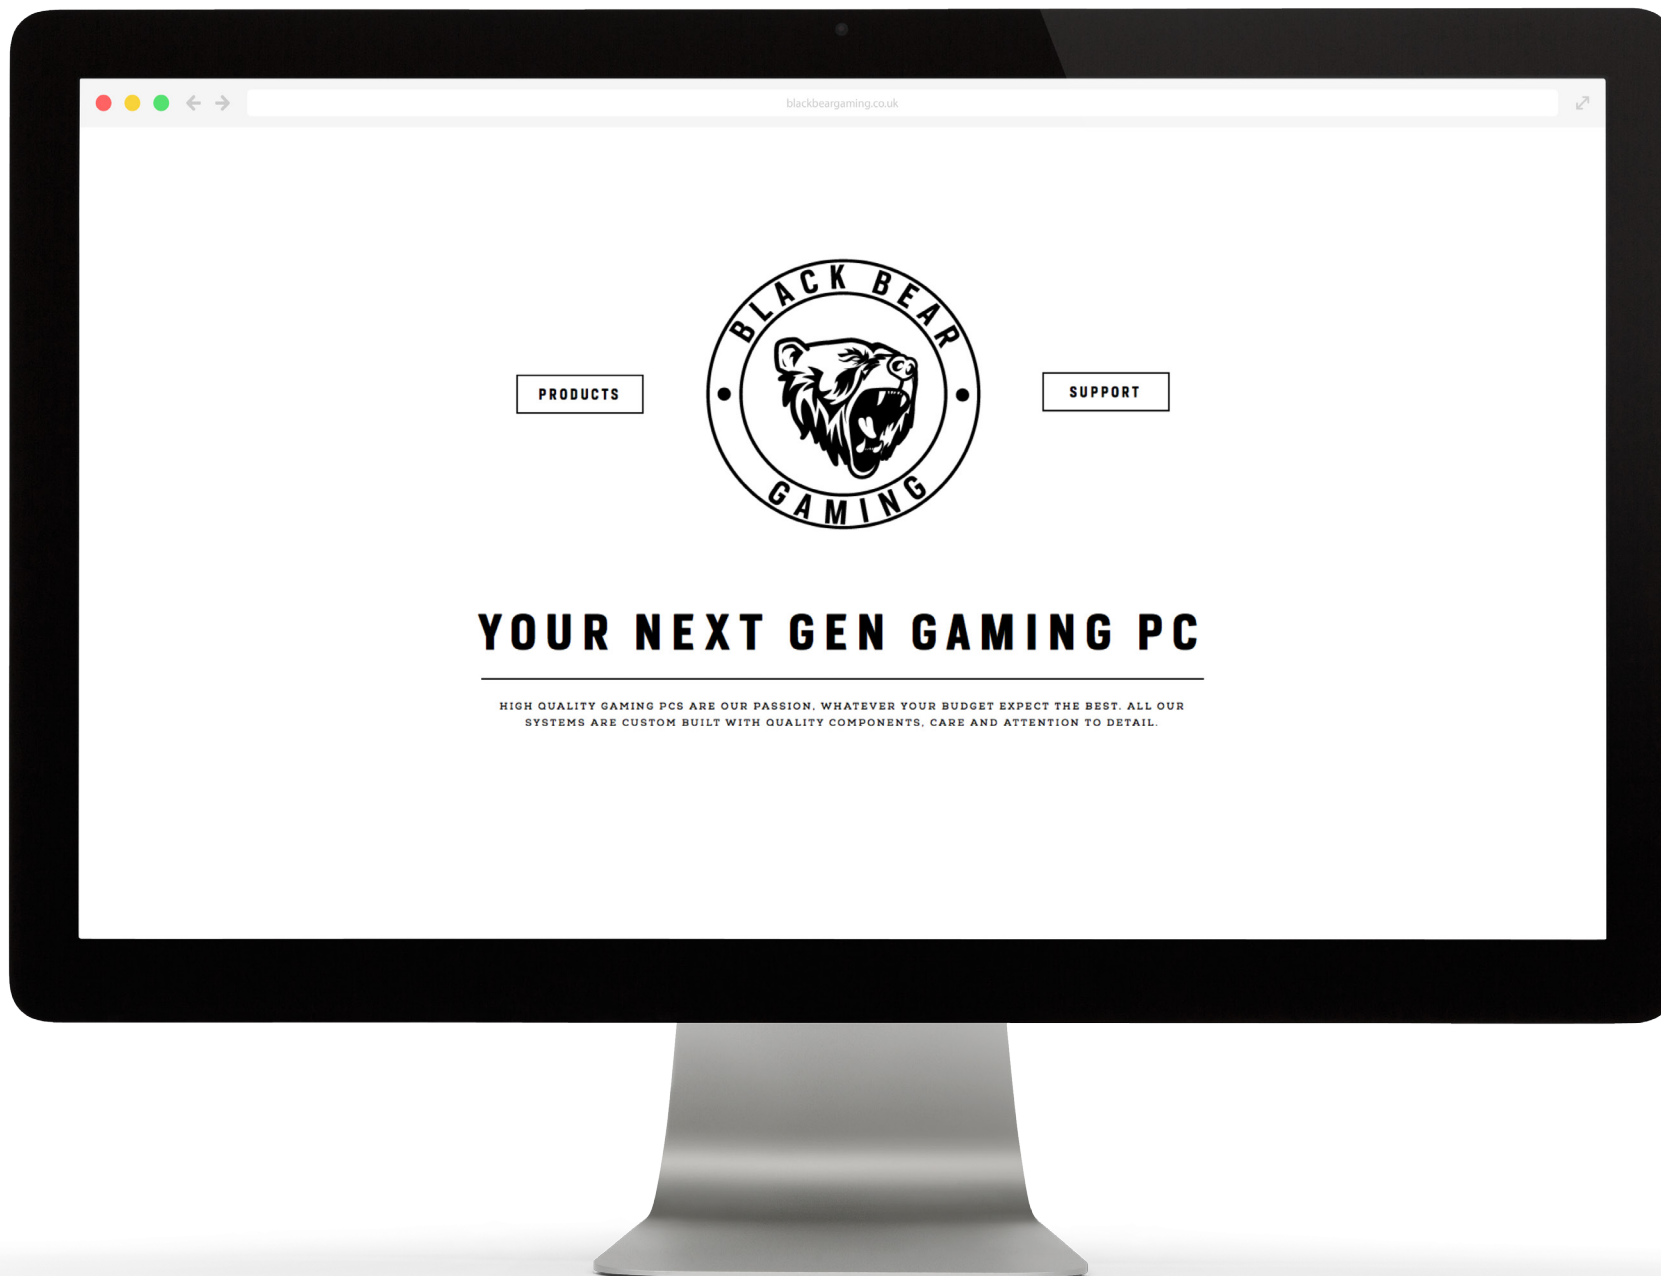 blackbeargaming.co.uk
BLACK BEAR
PRODUCTS
SUPPORT
GAMING
YOUR NEXT GEN GAMING PC
HIGH QUALITY GAMING PCS ARE OUR PASSION, WHATEVER YOUR BUDGET EXPECT THE BEST. ALL OUR
SYSTEMS ARE CUSTOM BUILT WITH QUALITY COMPONENTS, CARE AND ATTENTION TO DETAIL.